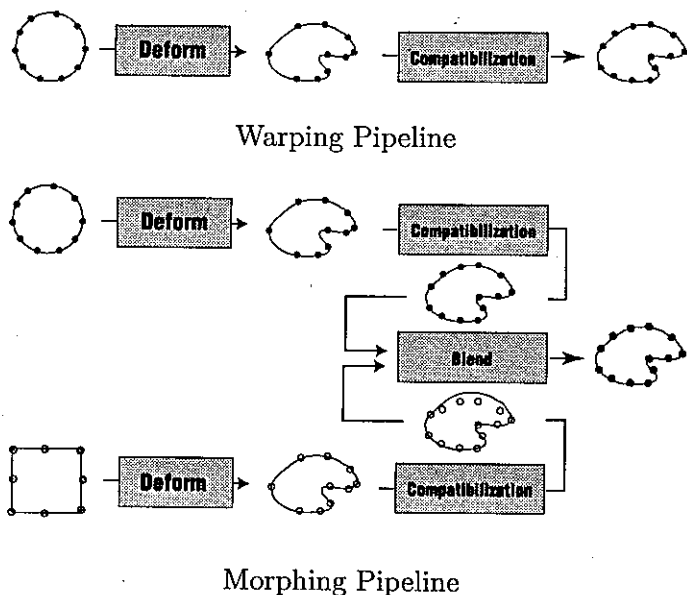 Deform
Compatibilization
Warping Pipeline
Deform
Compatibilization
Blend
Deform
Compatibilization
Morphing Pipeline